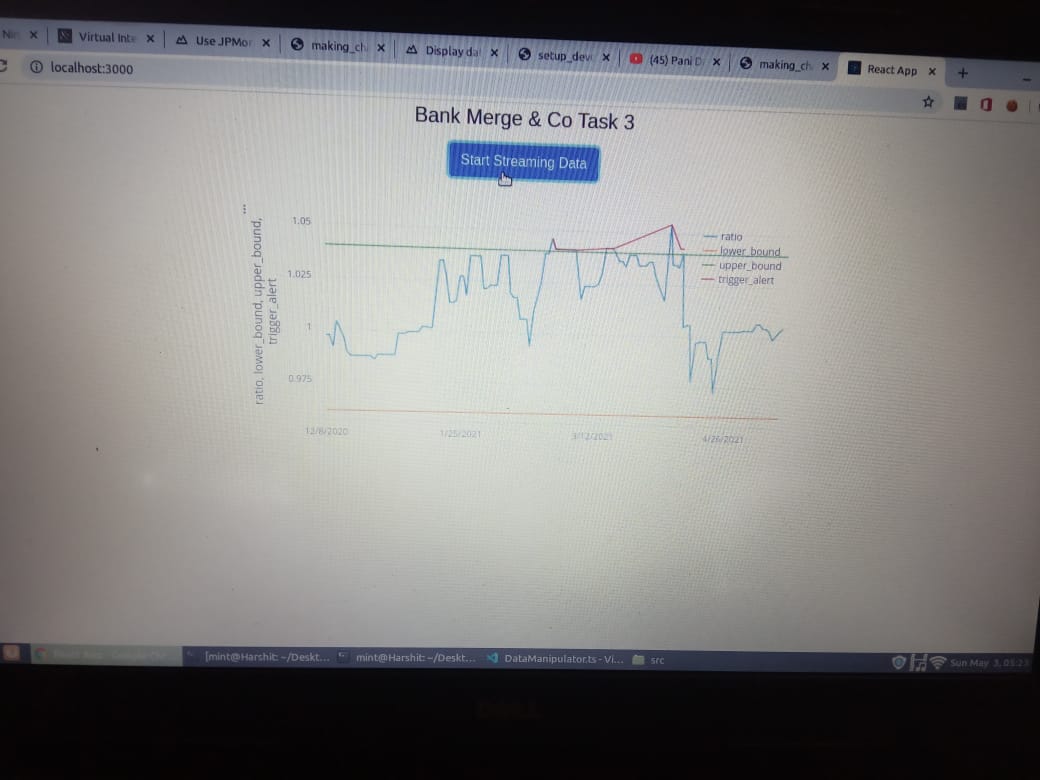 Virtual Inte
Use JPMor
making_ch
Display dat
setup_deve
(45) Pani D
making_ch
React App
localhost:3000
Bank Merge & Co Task 3
Start Streaming Data
ratio, lower_bound, upper_bound, ...
trigger_alert
1.05
1.025
1
0.975
12/8/2020
1/25/2021
3/12/2021
4/26/2021
ratio
lower_bound
upper_bound
trigger_alert
[mint@Harshit: ~/Deskt...
mint@Harshit: ~/Deskt...
DataManipulator.ts - Vi...
src
Sun May 3, 05:23
DELL